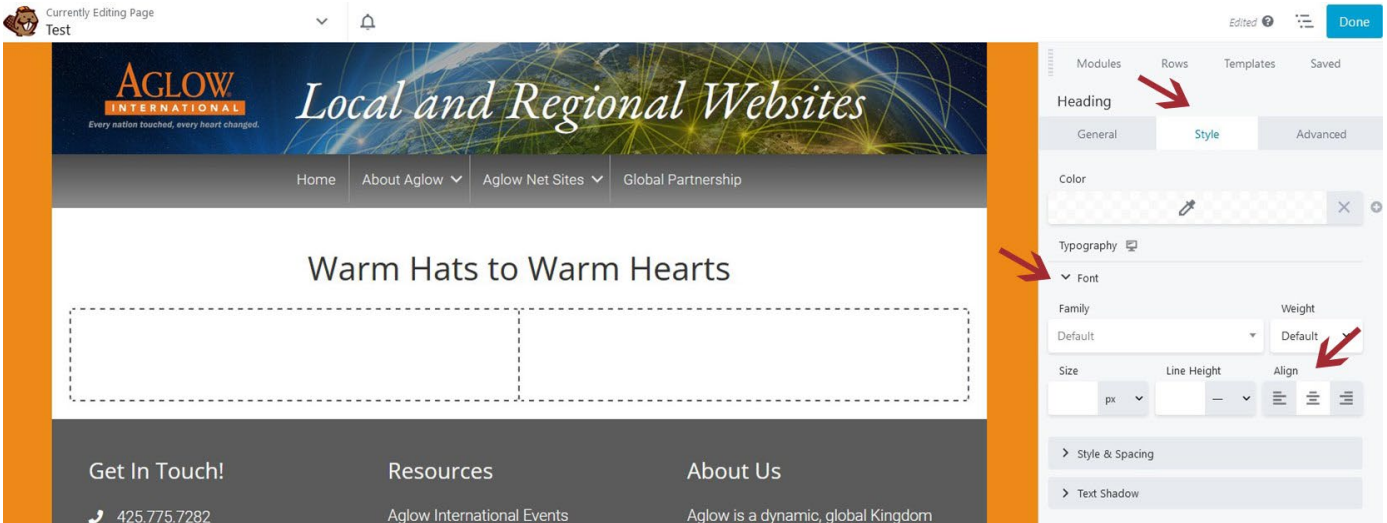 Currently Editing Page
Test
Edited
Done
AGLOW
INTERNATIONAL
Every nation touched, every heart changed.
Local and Regional Websites
Home About Aglow Aglow Net Sites Global Partnership
Warm Hats to Warm Hearts
Get In Touch! Resources About Us
425.775.7282 Aglow International Events Aglow is a dynamic, global Kingdom
Modules Rows Templates Saved
Heading
General Style Advanced
Color
Typography
Font
Family Weight
Default Default
Size Line Height Align
px —
Style & Spacing
Text Shadow